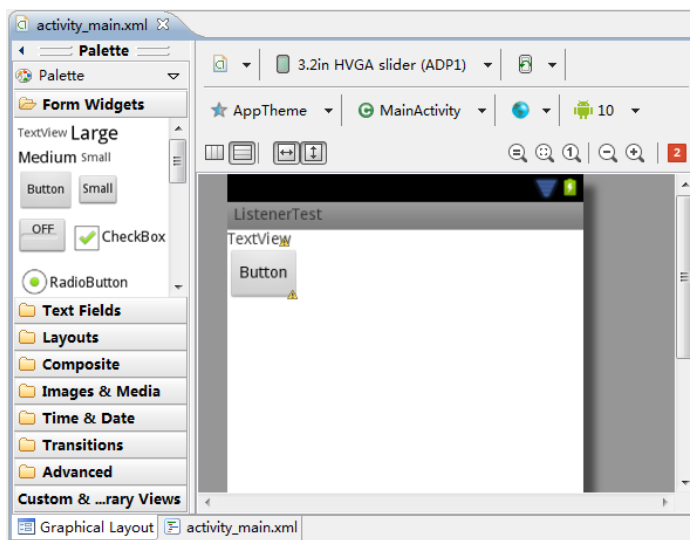 activity_main.xml
Palette
Palette
Form Widgets
TextView Large
Medium Small
Button Small
OFF CheckBox
RadioButton
Text Fields
Layouts
Composite
Images & Media
Time & Date
Transitions
Advanced
Custom & ...rary Views
3.2in HVGA slider (ADP1)
AppTheme MainActivity 10
1 2
ListenerTest
TextView
Button
Graphical Layout activity_main.xml